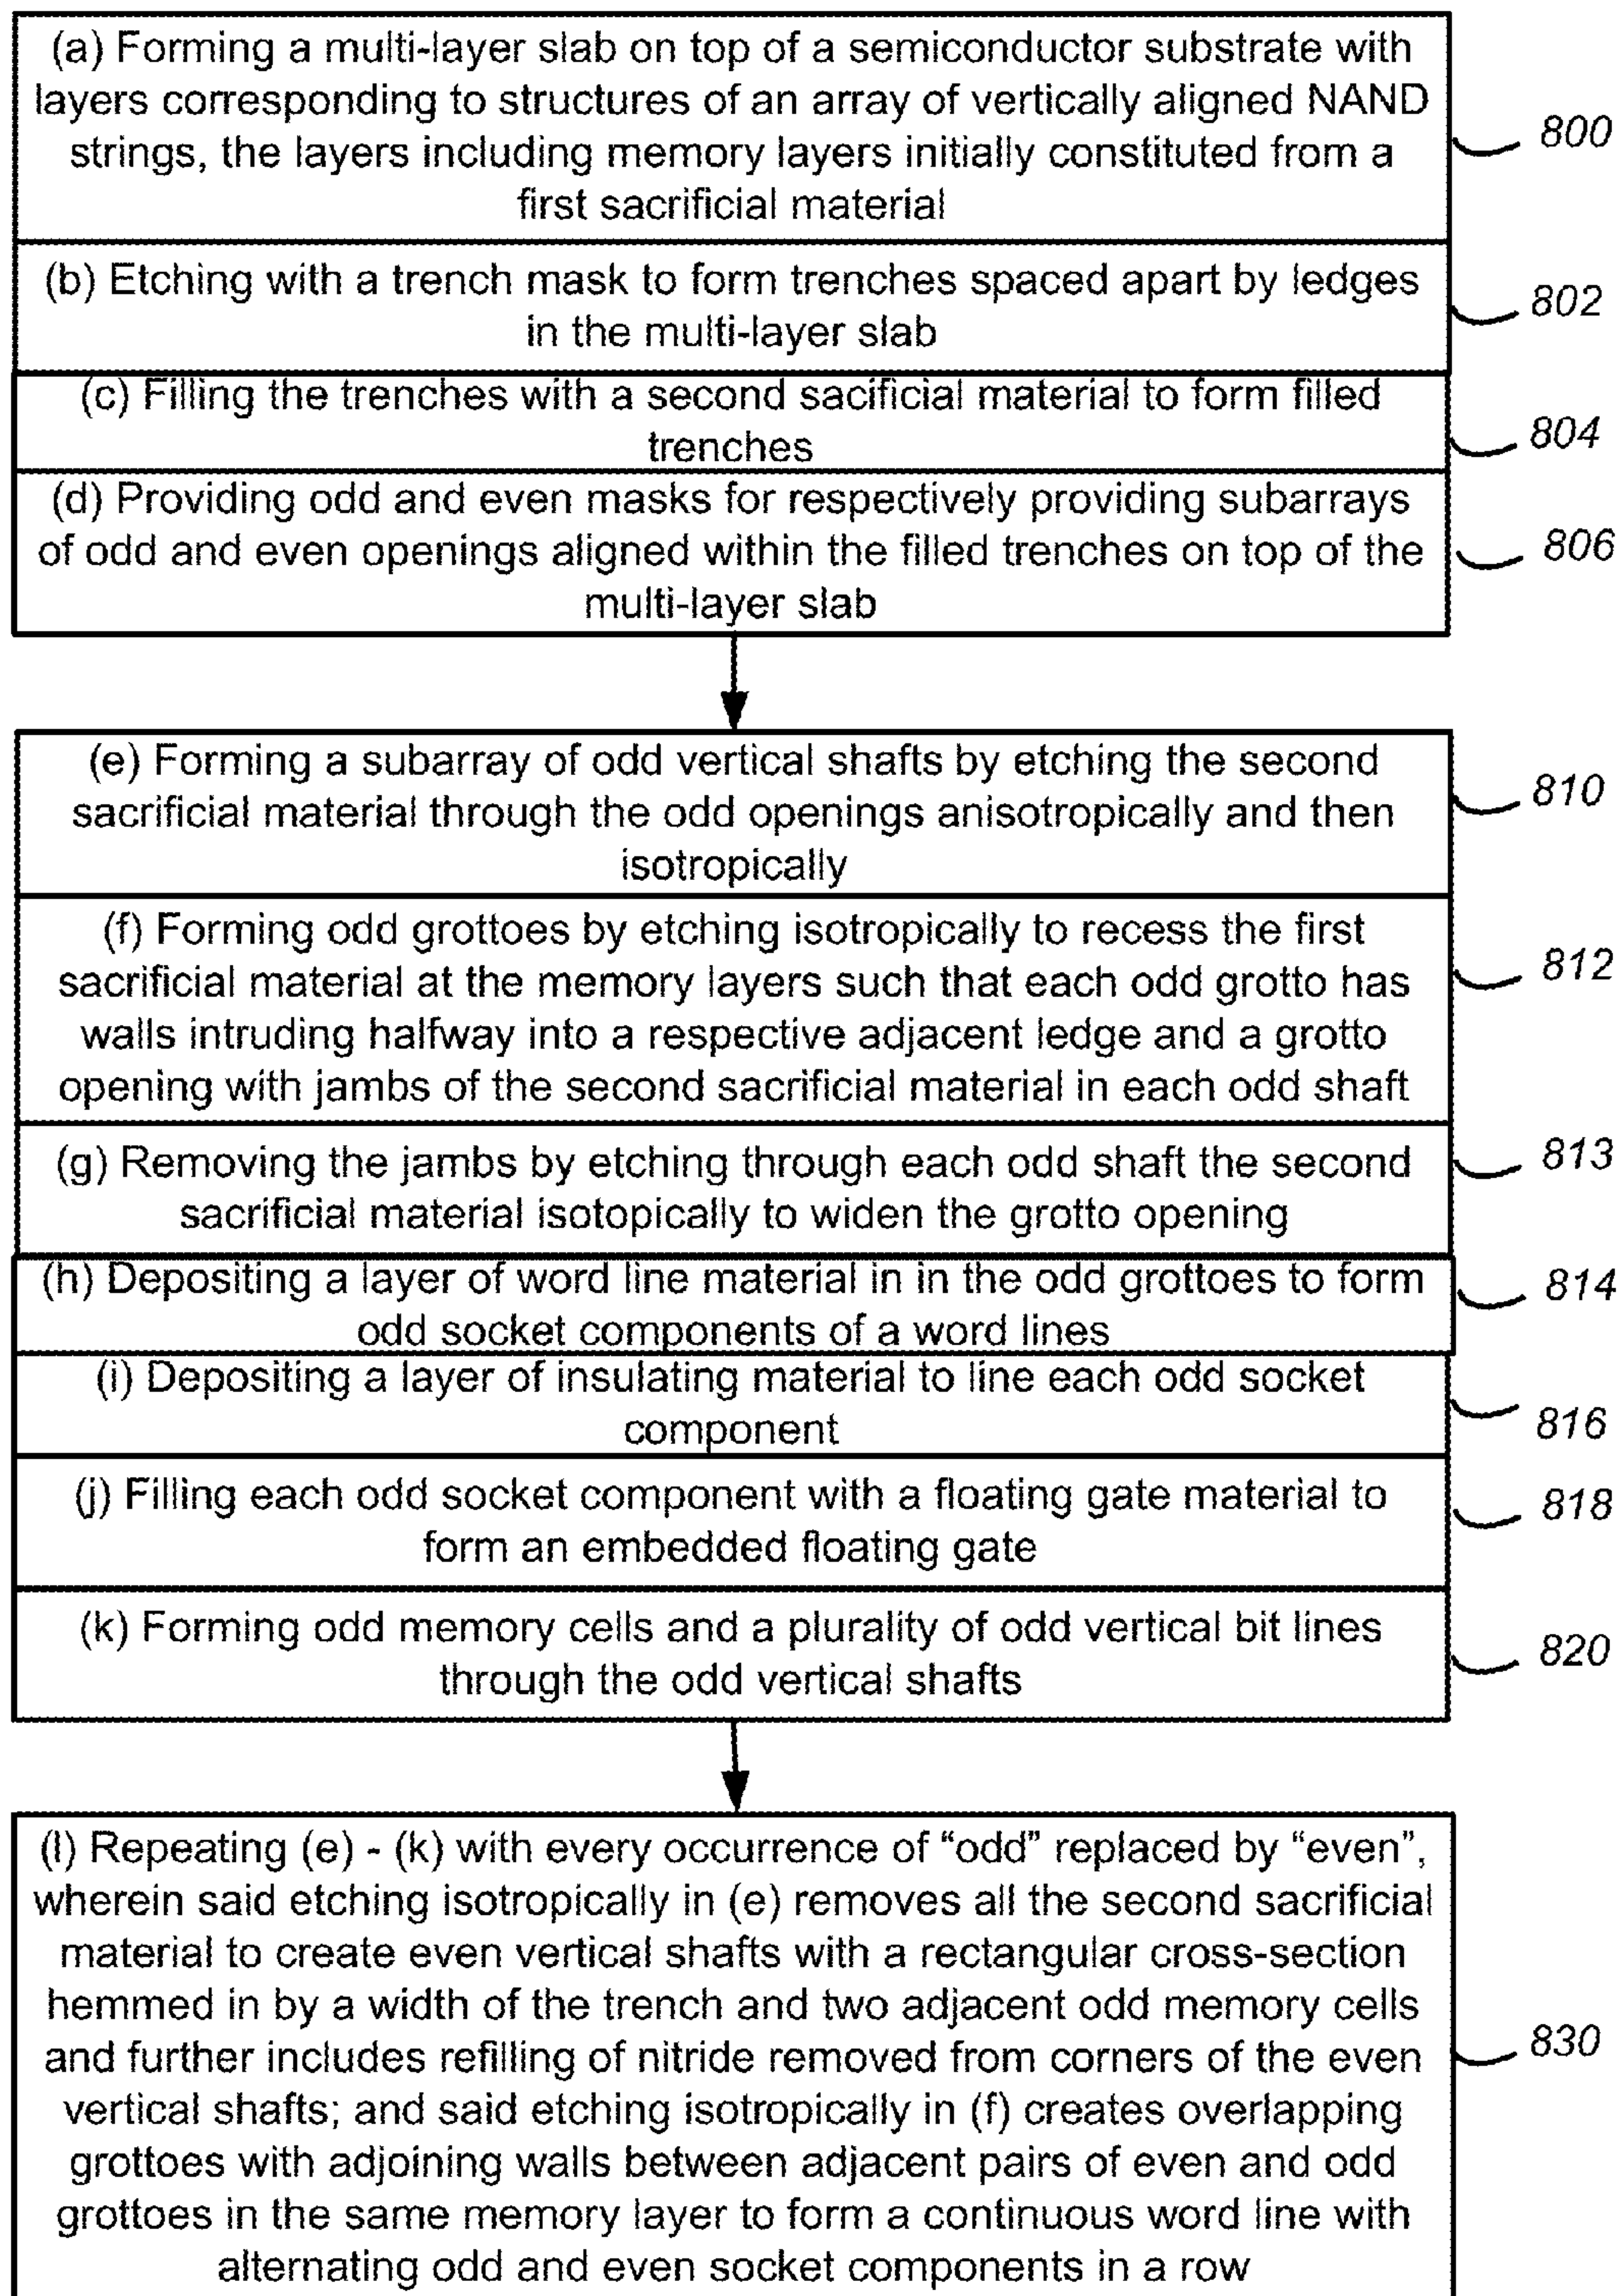 (a) Forming a multi-layer slab on top of a semiconductor substrate with
layers corresponding to structures of an array of vertically aligned NAND
strings, the layers including memory layers initially constituted from a
first sacrificial material
800
(b) Etching with a trench mask to form trenches spaced apart by ledges
in the multi-layer slab
802
(c) Filling the trenches with a second sacificial material to form filled
trenches
804
(d) Providing odd and even masks for respectively providing subarrays
of odd and even openings aligned within the filled trenches on top of the
multi-layer slab
806
(e) Forming a subarray of odd vertical shafts by etching the second
sacrificial material through the odd openings anisotropically and then
isotropically
810
(f) Forming odd grottoes by etching isotropically to recess the first
sacrificial material at the memory layers such that each odd grotto has
walls intruding halfway into a respective adjacent ledge and a grotto
opening with jambs of the second sacrificial material in each odd shaft
812
(g) Removing the jambs by etching through each odd shaft the second
sacrificial material isotopically to widen the grotto opening
813
(h) Depositing a layer of word line material in in the odd grottoes to form
odd socket components of a word lines
814
(i) Depositing a layer of insulating material to line each odd socket
component
816
(j) Filling each odd socket component with a floating gate material to
form an embedded floating gate
818
(k) Forming odd memory cells and a plurality of odd vertical bit lines
through the odd vertical shafts
820
(l) Repeating (e) - (k) with every occurrence of “odd” replaced by “even”,
wherein said etching isotropically in (e) removes all the second sacrificial
material to create even vertical shafts with a rectangular cross-section
hemmed in by a width of the trench and two adjacent odd memory cells
and further includes refilling of nitride removed from corners of the even
vertical shafts; and said etching isotropically in (f) creates overlapping
grottoes with adjoining walls between adjacent pairs of even and odd
grottoes in the same memory layer to form a continuous word line with
alternating odd and even socket components in a row
830